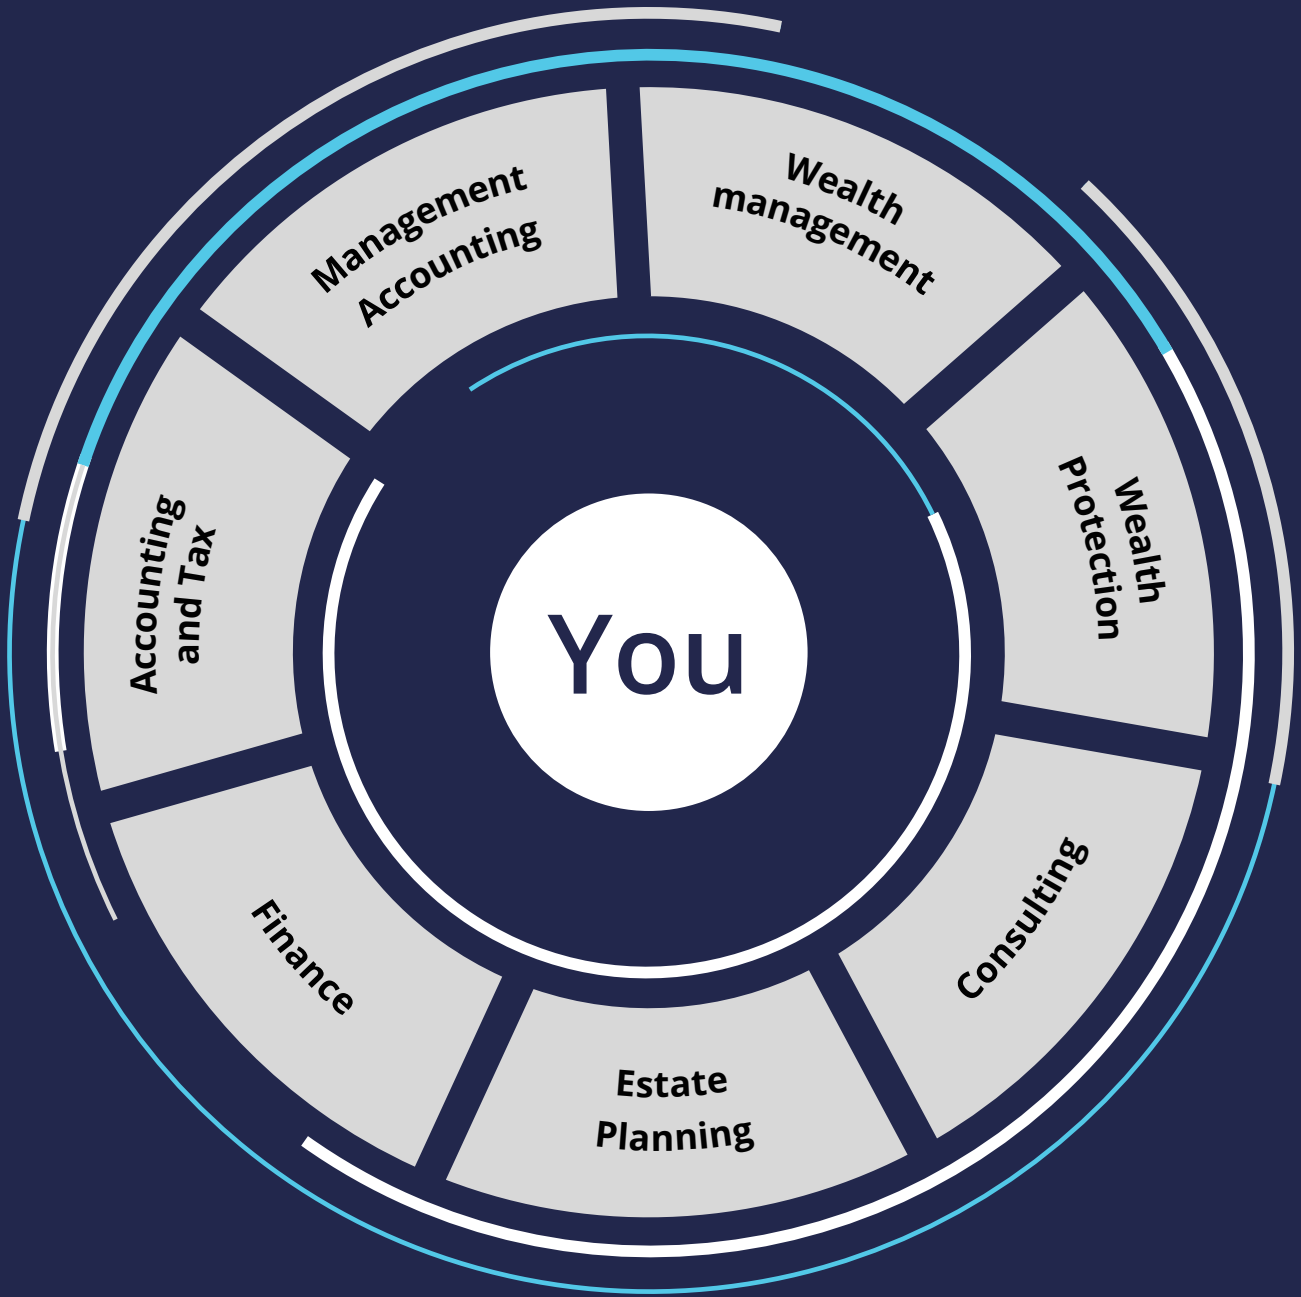 Management
Accounting
Wealth
management
Wealth
Protection
Consulting
Estate
Planning
Finance
Accounting
and Tax
You